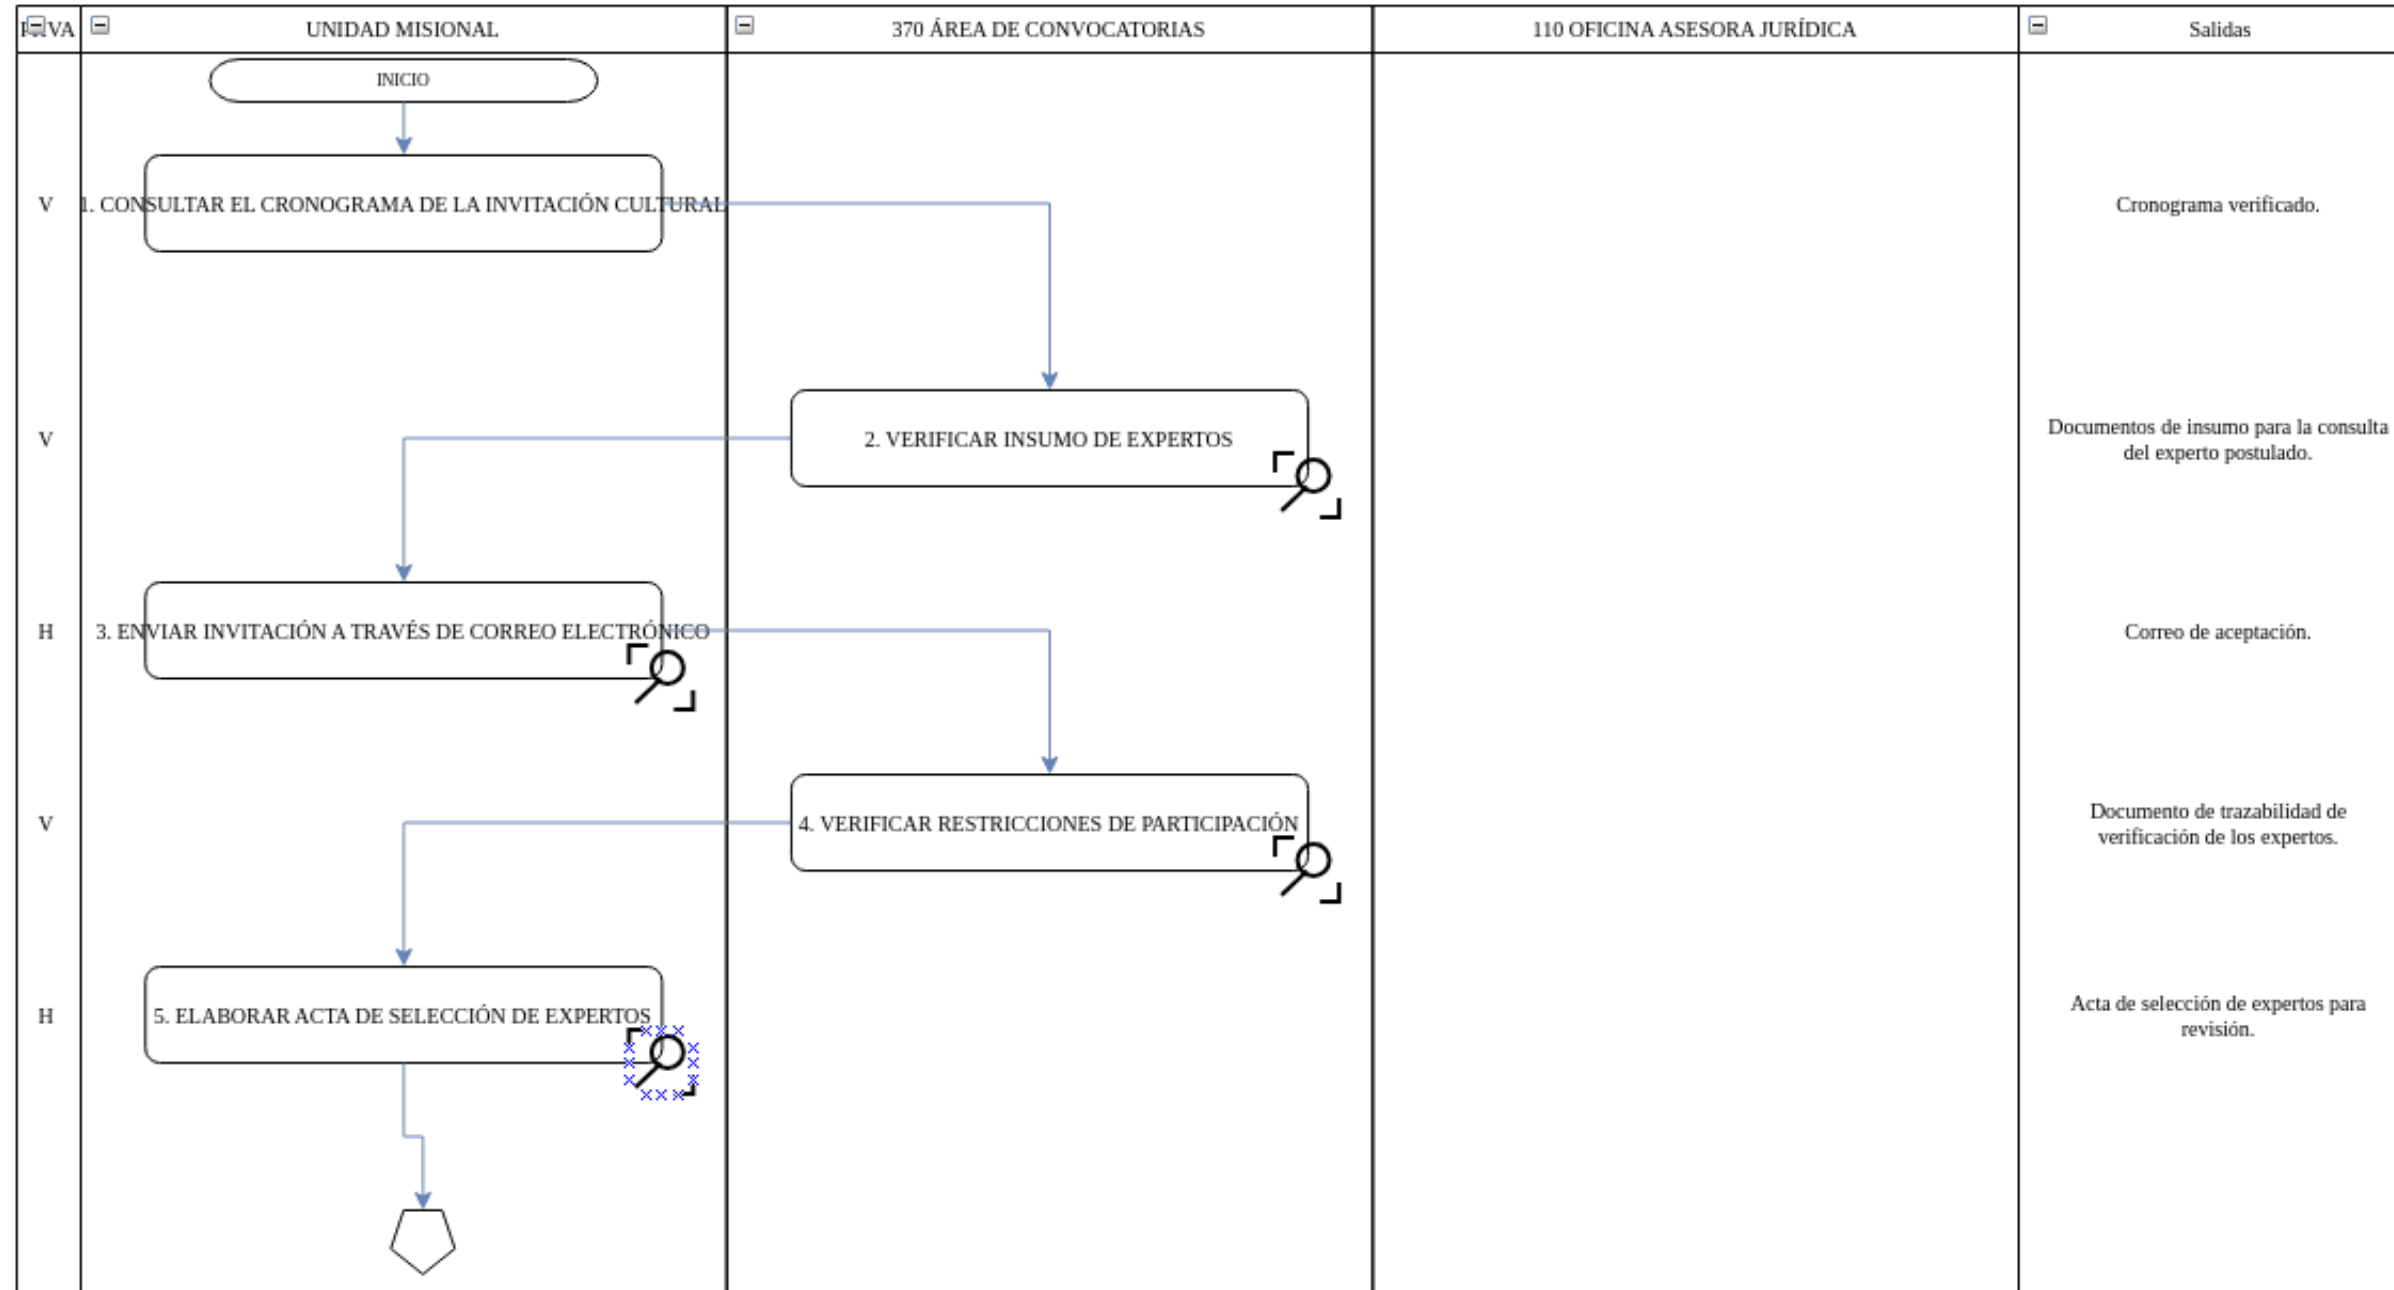 UNIDAD MISIONAL
370 ÁREA DE CONVOCATORIAS
110 OFICINA ASESORA JURÍDICA
Salidas
INICIO
V
1. CONSULTAR EL CRONOGRAMA DE LA INVITACIÓN CULTURAL
Cronograma verificado.
V
2. VERIFICAR INSUMO DE EXPERTOS
Documentos de insumo para la consulta
del experto postulado.
H
3. ENVIAR INVITACIÓN A TRAVÉS DE CORREO ELECTRÓNICO
Correo de aceptación.
V
4. VERIFICAR RESTRICCIONES DE PARTICIPACIÓN
Documento de trazabilidad de
verificación de los expertos.
H
5. ELABORAR ACTA DE SELECCIÓN DE EXPERTOS
Acta de selección de expertos para
revisión.